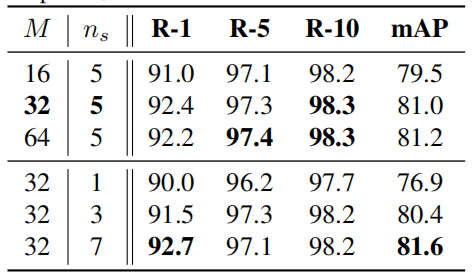 M n_s R-1 R-5 R-10 mAP
16 5 91.0 97.1 98.2 79.5
32 5 92.4 97.3 98.3 81.0
64 5 92.2 97.4 98.3 81.2
32 1 90.0 96.2 97.7 76.9
32 3 91.5 97.3 98.2 80.4
32 7 92.7 97.1 98.2 81.6